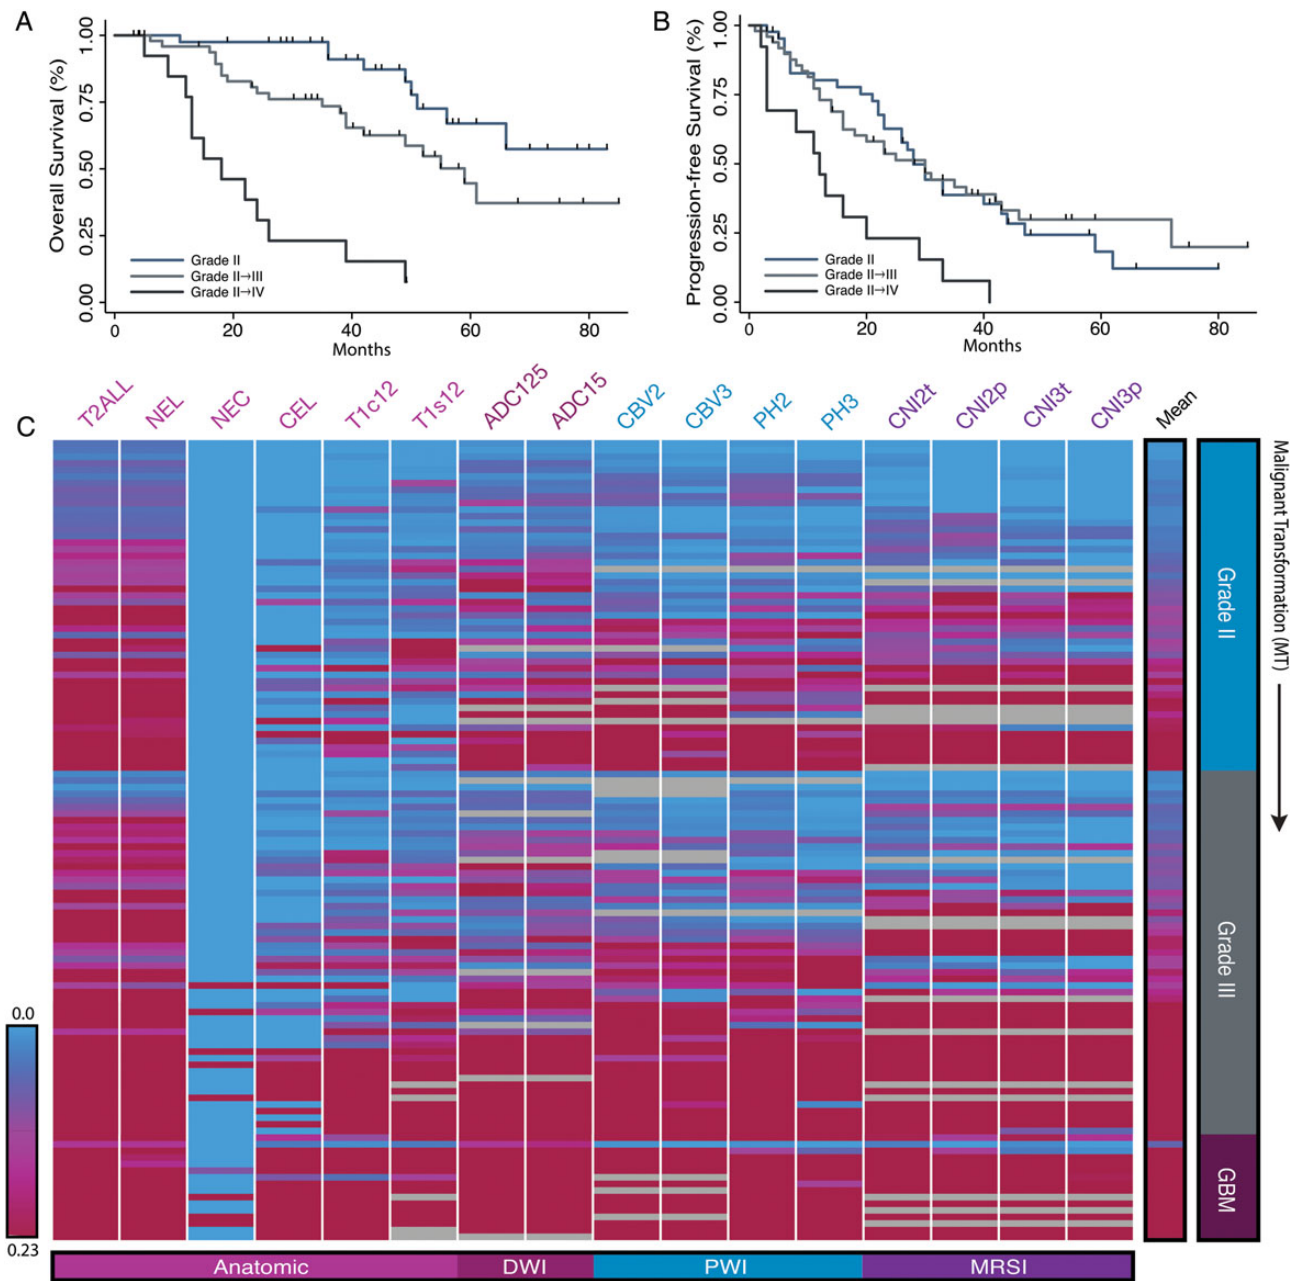 A
Overall Survival (%)
1.00
0.75
0.50
0.25
0.00
Grade II
Grade II→III
Grade II→IV
0 20 40 60 80
Months
B
Progression-free Survival (%)
1.00
0.75
0.50
0.25
0.00
Grade II
Grade II→III
Grade II→IV
0 20 40 60 80
Months
C
T2ALL NEL NEC CEL T1c12 T1s12 ADC125 ADC15 CBV2 CBV3 PH2 PH3 CNI2t CNI2p CNI3t CNI3p Mean
Malignant Transformation (MT)
Grade II
Grade III
GBM
0.0
0.23
Anatomic DWI PWI MRSI